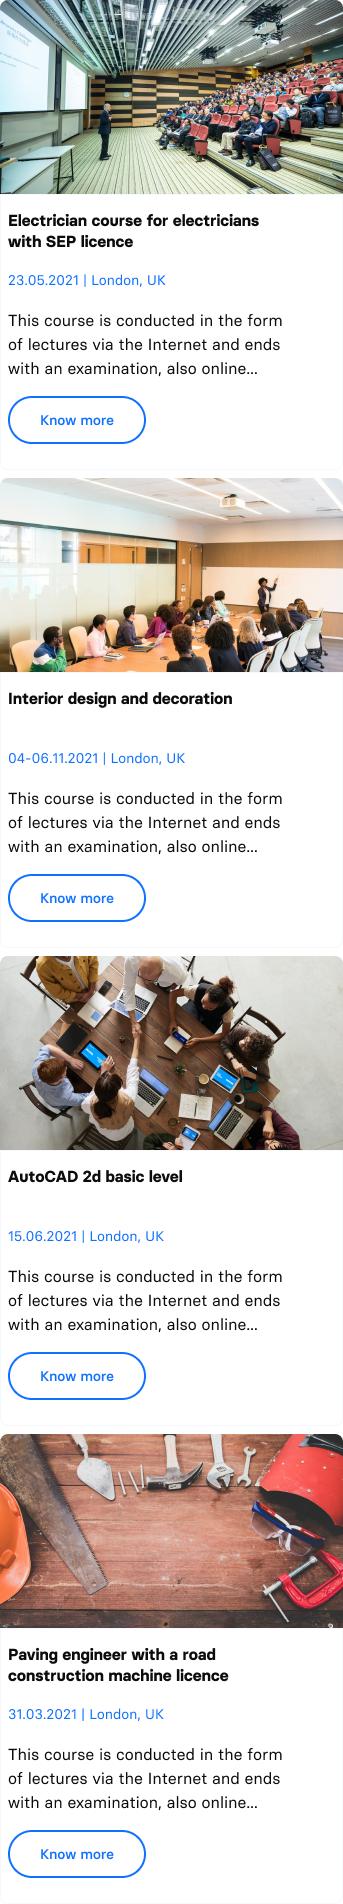 Electrician course for electricians
with SEP licence
23.05.2021 | London, UK
This course is conducted in the form
of lectures via the Internet and ends
with an examination, also online...
Know more
Interior design and decoration
04-06.11.2021 | London, UK
This course is conducted in the form
of lectures via the Internet and ends
with an examination, also online...
Know more
AutoCAD 2d basic level
15.06.2021 | London, UK
This course is conducted in the form
of lectures via the Internet and ends
with an examination, also online...
Know more
Paving engineer with a road
construction machine licence
31.03.2021 | London, UK
This course is conducted in the form
of lectures via the Internet and ends
with an examination, also online...
Know more